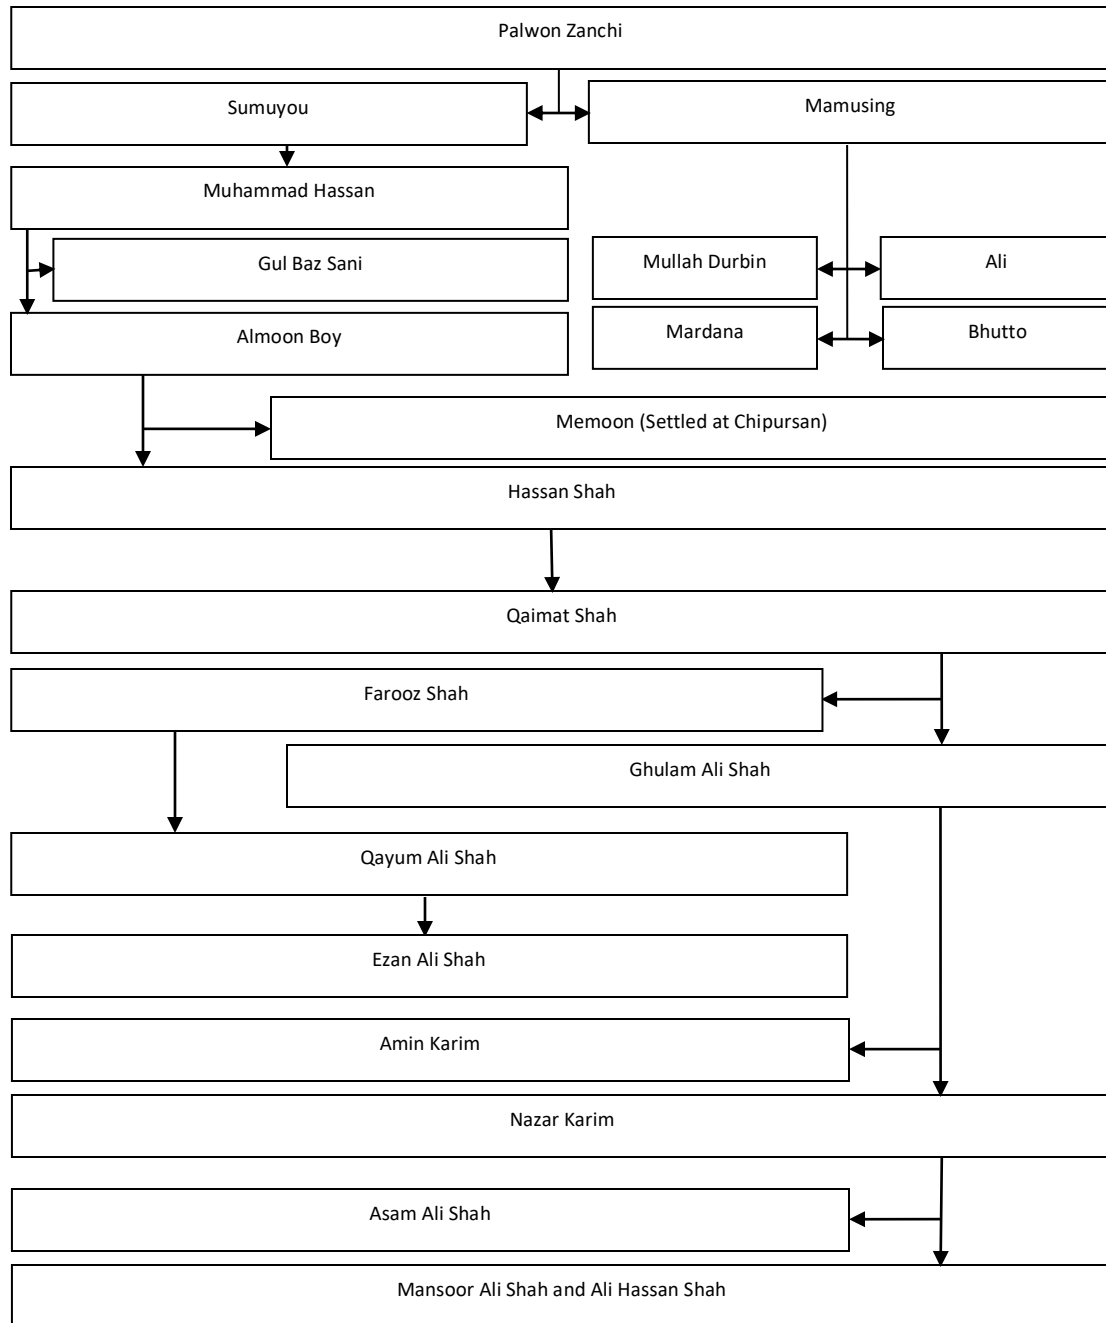 Palwon Zanchi
Sumuyou
Mamusing
Muhammad Hassan
Gul Baz Sani
Mullah Durbin
Ali
Almoon Boy
Mardana
Bhutto
Memoon (Settled at Chipursan)
Hassan Shah
Qaimat Shah
Farooz Shah
Ghulam Ali Shah
Qayum Ali Shah
Ezan Ali Shah
Amin Karim
Nazar Karim
Asam Ali Shah
Mansoor Ali Shah and Ali Hassan Shah